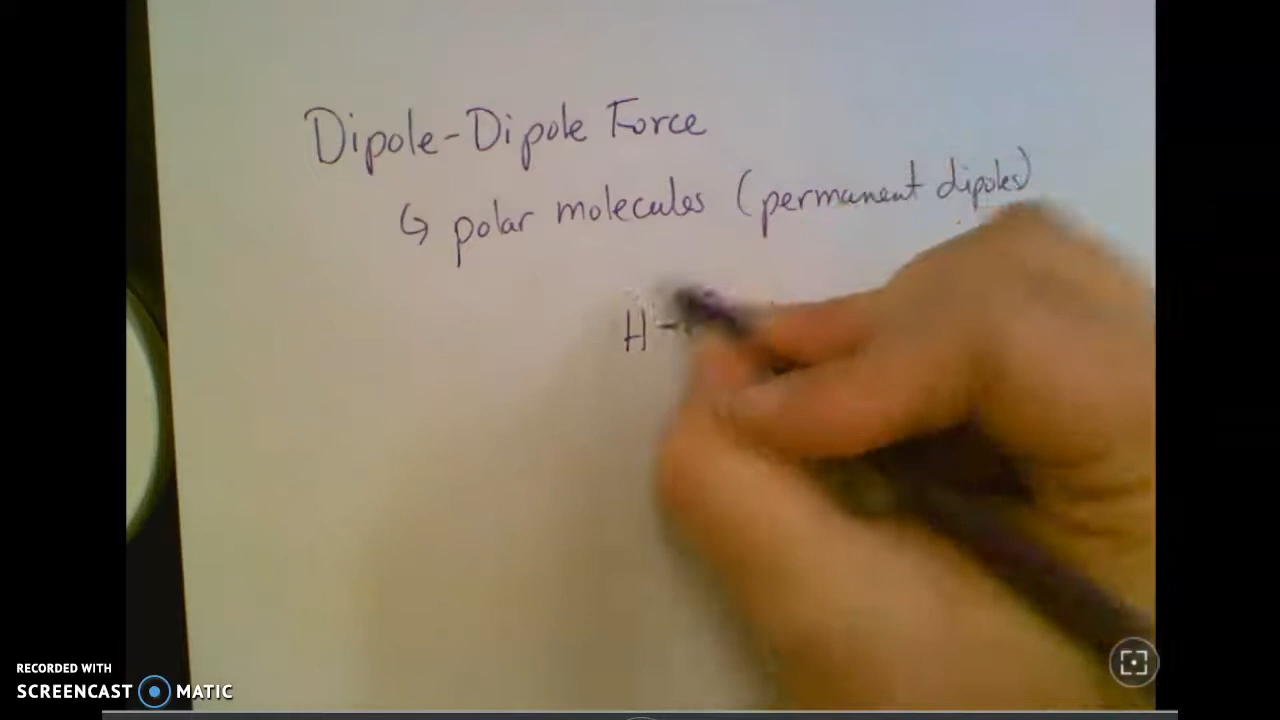 Dipole-Dipole Force
↳ polar molecules (permanent dipoles)
H-
RECORDED WITH
SCREENCAST MATIC